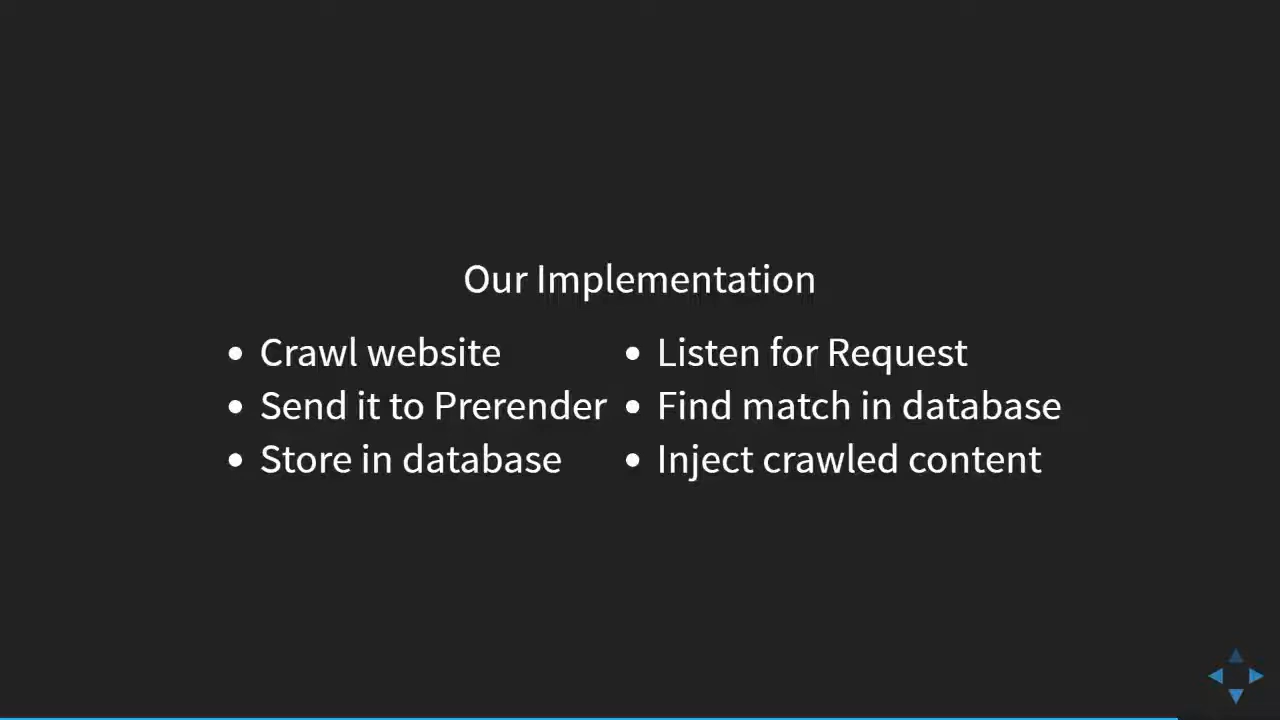 Our Implementation
• Crawl website
• Send it to Prerender
• Store in database
• Listen for Request
• Find match in database
• Inject crawled content